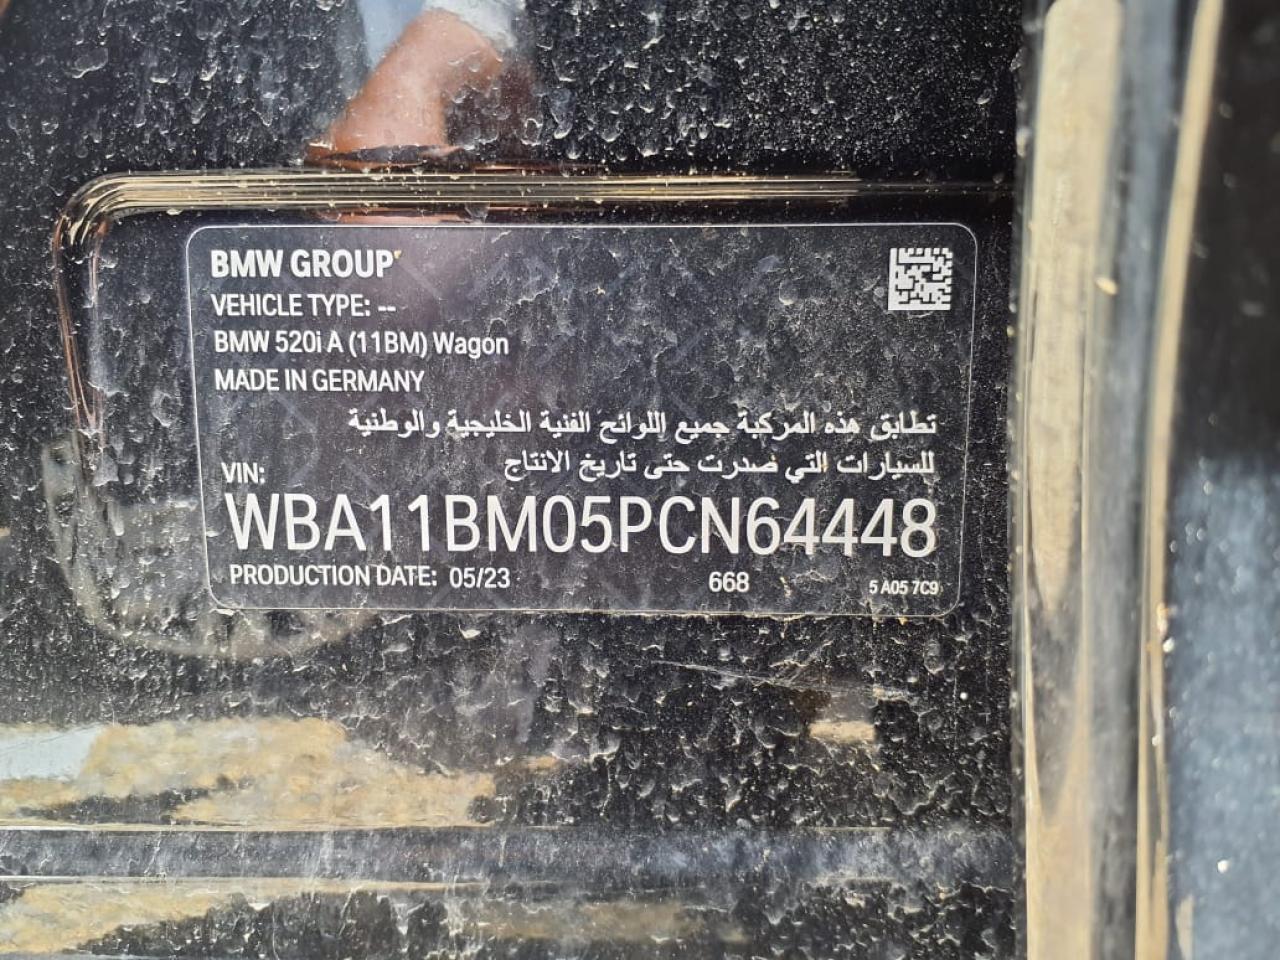 BMW GROUP
VEHICLE TYPE: --
BMW 520i A (11BM) Wagon
MADE IN GERMANY
تطابق هذه المركبة جميع اللوائح الفنية الخليجية والوطنية
للسيارات التي صدرت حتى تاريخ الانتاج
VIN:
WBA11BM05PCN64448
PRODUCTION DATE: 05/23 668 5 A05 7C9